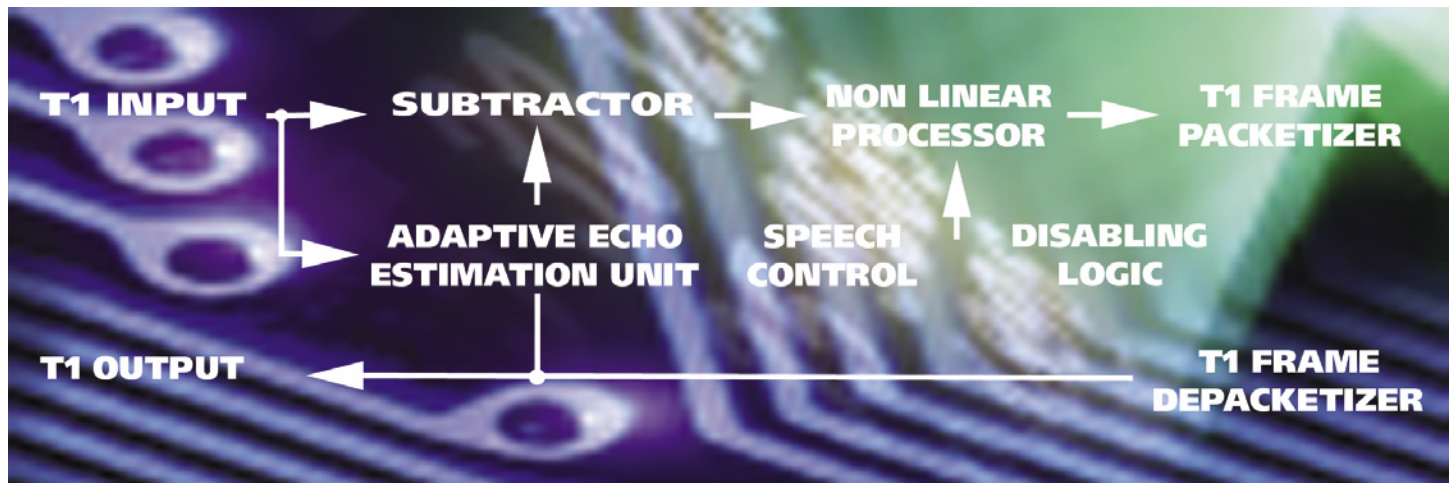 T1 INPUT
SUBTRACTOR
NON LINEAR
PROCESSOR
T1 FRAME
PACKETIZER
ADAPTIVE ECHO
ESTIMATION UNIT
SPEECH
CONTROL
DISABLING
LOGIC
T1 OUTPUT
T1 FRAME
DEPACKETIZER